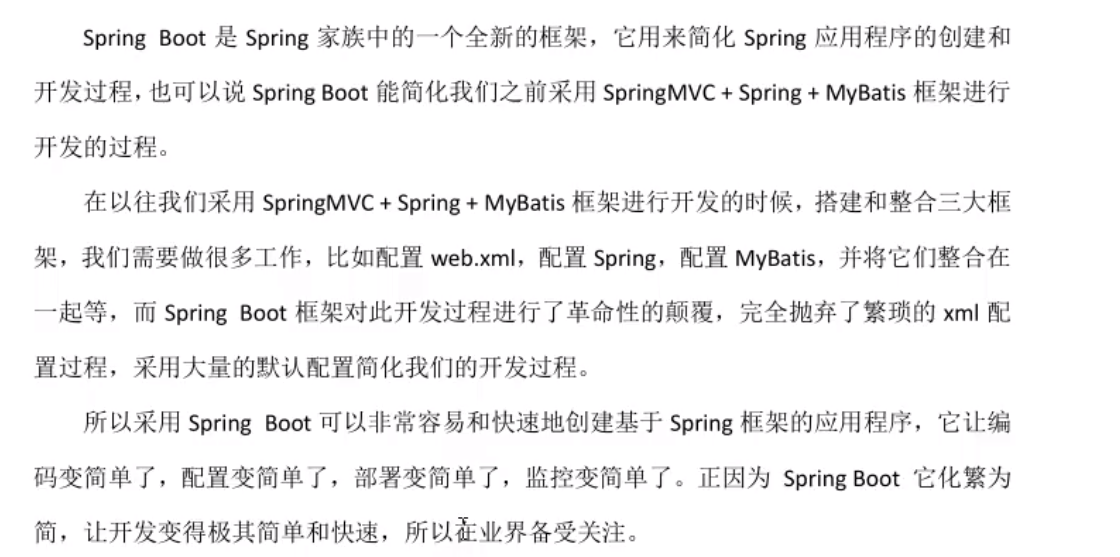 Spring Boot 是 Spring 家族中的一个全新的框架，它用来简化 Spring 应用程序的创建和
开发过程，也可以说 Spring Boot 能简化我们之前采用 SpringMVC + Spring + MyBatis 框架进行
开发的过程。
在以往我们采用 SpringMVC + Spring + MyBatis 框架进行开发的时候，搭建和整合三大框
架，我们需要做很多工作，比如配置 web.xml，配置 Spring，配置 MyBatis，并将它们整合在
一起等，而 Spring Boot 框架对此开发过程进行了革命性的颠覆，完全抛弃了繁琐的 xml 配
置过程，采用大量的默认配置简化我们的开发过程。
所以采用 Spring Boot 可以非常容易和快速地创建基于 Spring 框架的应用程序，它让编
码变简单了，配置变简单了，部署变简单了，监控变简单了。正因为 Spring Boot 它化繁为
简，让开发变得极其简单和快速，所以在业界备受关注。